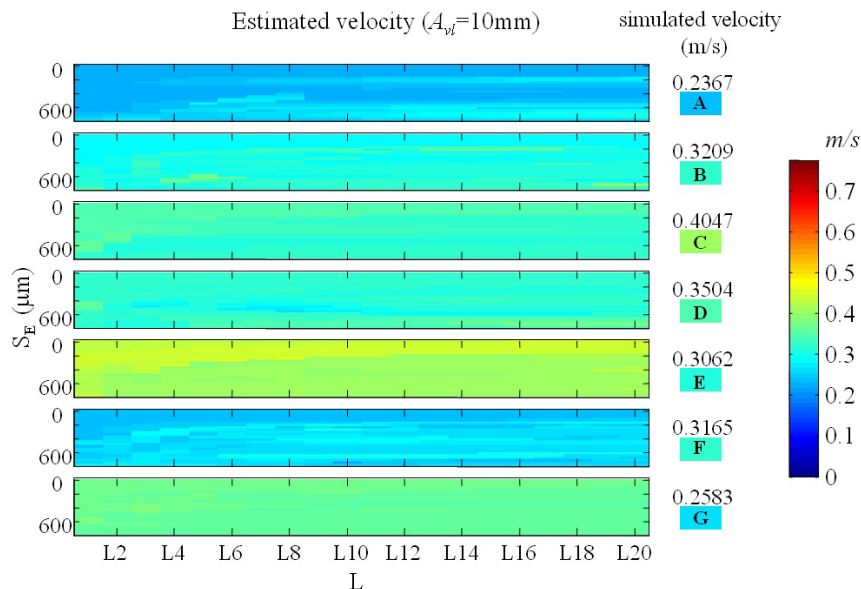 Estimated velocity (Avl=10mm)
simulated velocity
(m/s)
0
600
0.2367
A
0
600
0.3209
B
0
600
0.4047
C
0
600
0.3504
D
0
600
0.3062
E
0
600
0.3165
F
0
600
0.2583
G
SE (μm)
L2 L4 L6 L8 L10 L12 L14 L16 L18 L20
L
m/s
0.7
0.6
0.5
0.4
0.3
0.2
0.1
0